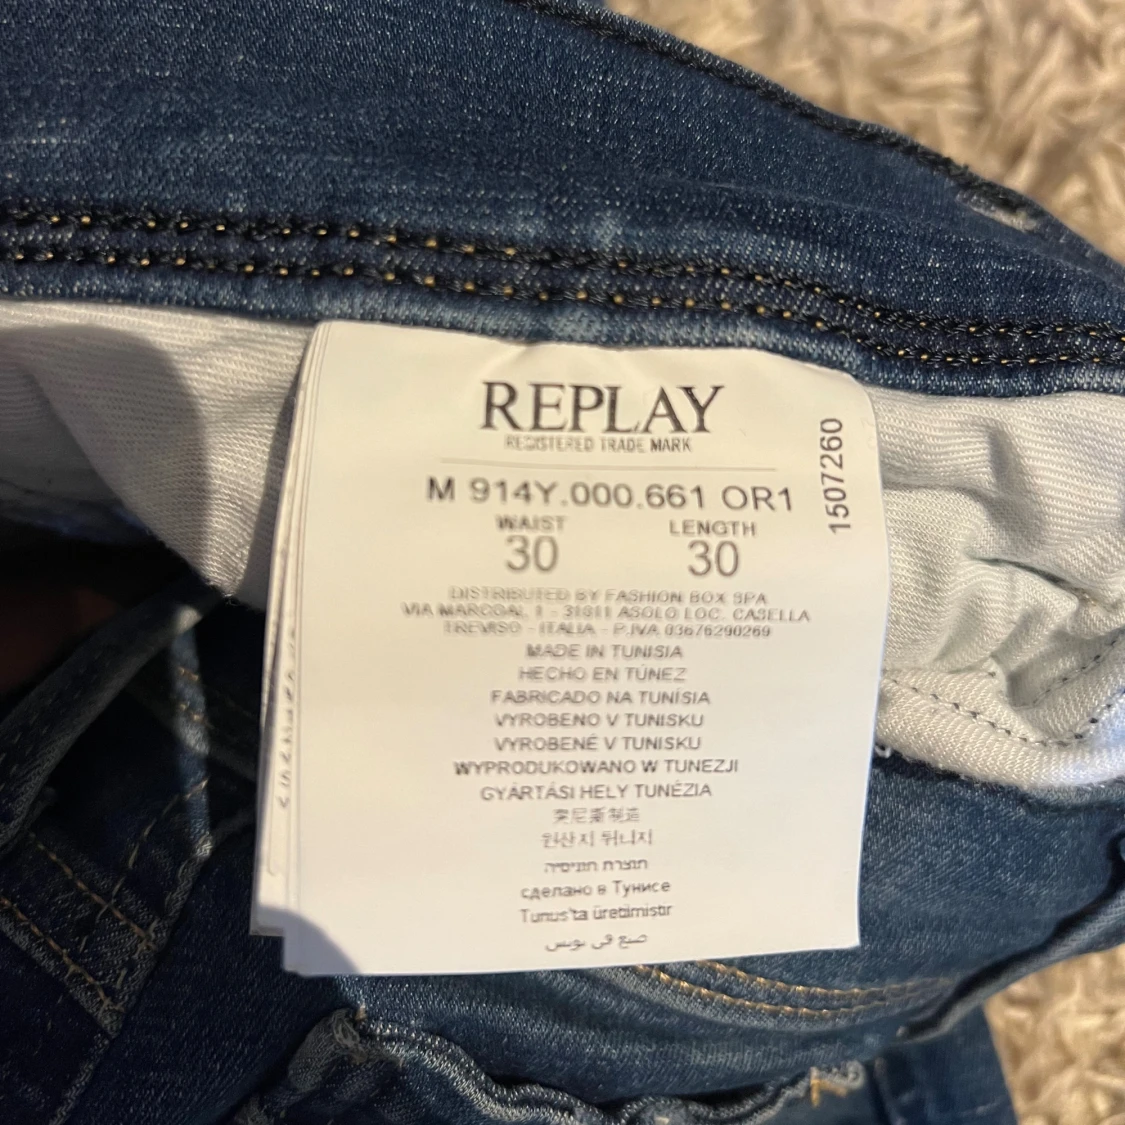 REPLAY
REGISTERED TRADE MARK
M 914Y.000.661 OR1
1507260
WAIST LENGTH
30 30
DISTRIBUTED BY FASHION BOX SPA
VIA MARCOAI, 1 - 31011 ASOLO LOC. CASELLA
TREVISO - ITALIA - P.IVA 03676290269
MADE IN TUNISIA
HECHO EN TÚNEZ
FABRICADO NA TUNÍSIA
VYROBENO V TUNISKU
VYROBENÉ V TUNISKU
WYPRODUKOWANO W TUNEZJI
GYÁRTÁSI HELY TUNÉZIA
突尼斯制造
원산지 튀니지
תוצרת תוניסיה
сделано в Тунисе
Tunus'ta üretimistir
صنع في تونس